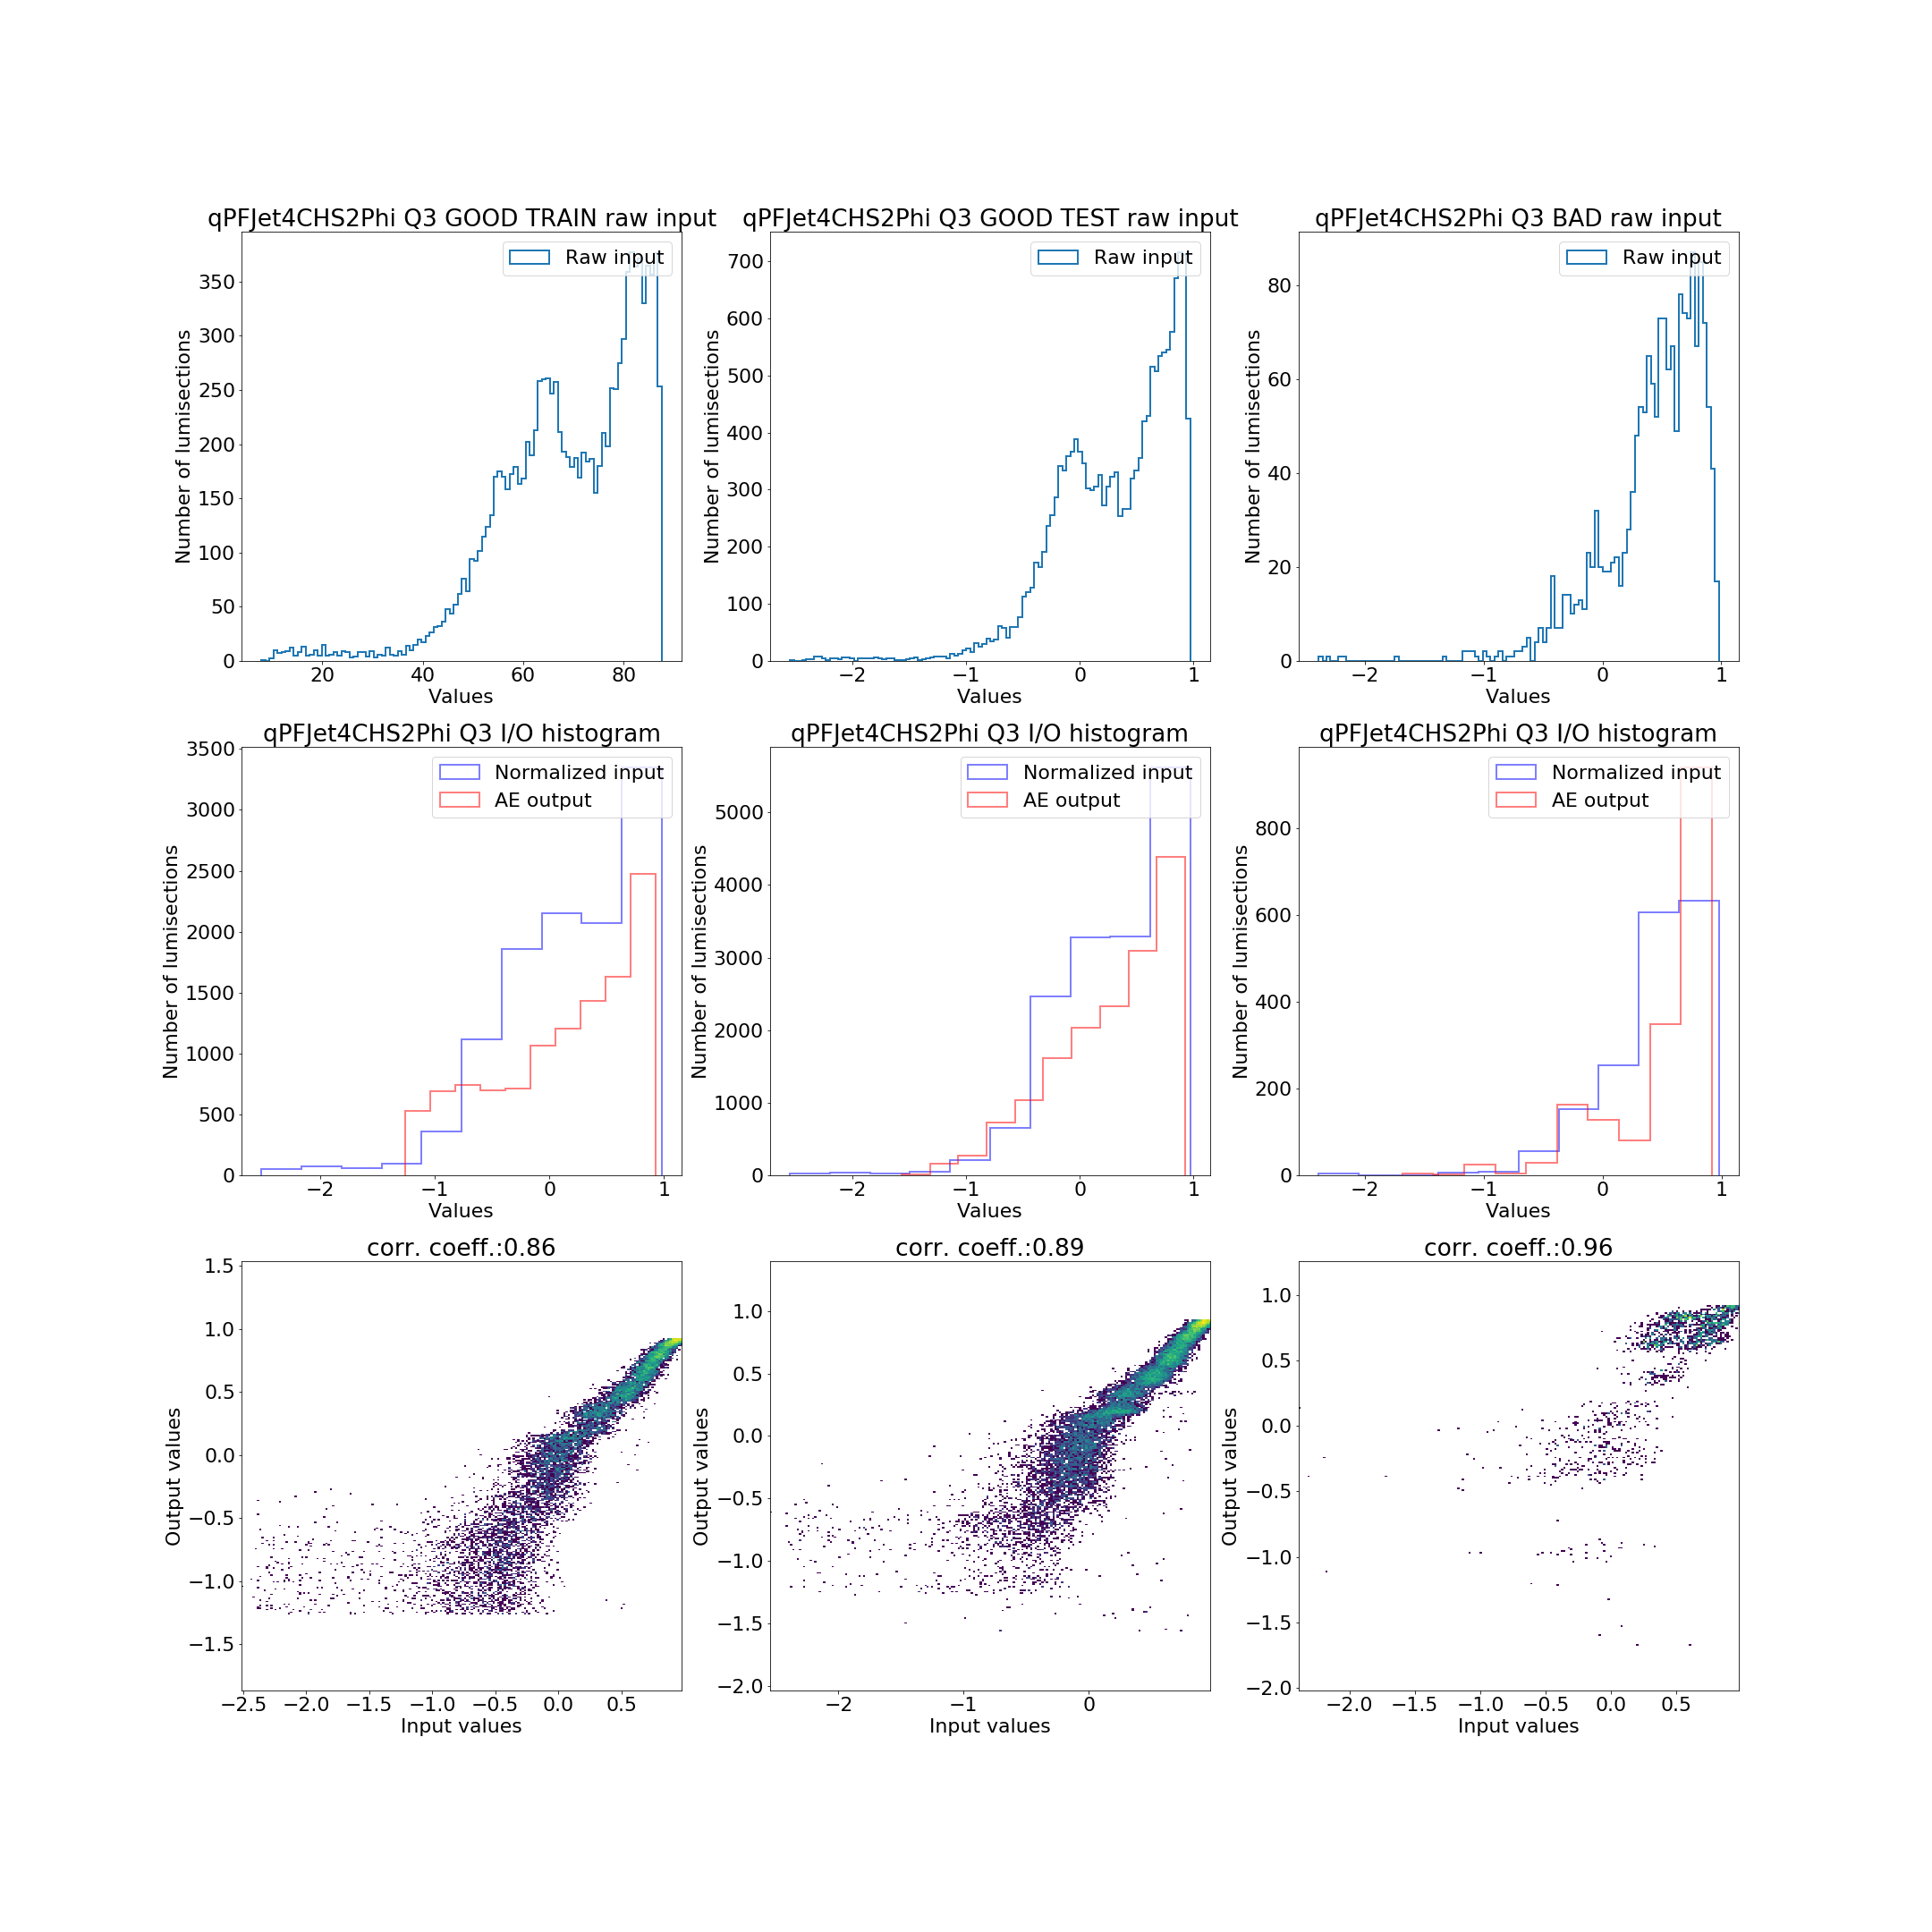 qPFJet4CHS2Phi Q3 GOOD TRAIN raw input
qPFJet4CHS2Phi Q3 GOOD TEST raw input
qPFJet4CHS2Phi Q3 BAD raw input
Number of lumisections
350
300
250
200
150
100
50
0
Raw input
20 40 60 80
Values
Number of lumisections
700
600
500
400
300
200
100
0
Raw input
−2 −1 0 1
Values
Number of lumisections
80
60
40
20
0
Raw input
−2 −1 0 1
Values
qPFJet4CHS2Phi Q3 I/O histogram
qPFJet4CHS2Phi Q3 I/O histogram
qPFJet4CHS2Phi Q3 I/O histogram
Number of lumisections
3500
3000
2500
2000
1500
1000
500
0
Normalized input
AE output
−2 −1 0 1
Values
Number of lumisections
5000
4000
3000
2000
1000
0
Normalized input
AE output
−2 −1 0 1
Values
Number of lumisections
800
600
400
200
0
Normalized input
AE output
−2 −1 0 1
Values
corr. coeff.:0.86
corr. coeff.:0.89
corr. coeff.:0.96
Output values
1.5
1.0
0.5
0.0
−0.5
−1.0
−1.5
−2.5 −2.0 −1.5 −1.0 −0.5 0.0 0.5
Input values
Output values
1.0
0.5
0.0
−0.5
−1.0
−1.5
−2.0
−2 −1 0
Input values
Output values
1.0
0.5
0.0
−0.5
−1.0
−1.5
−2.0
−2.0 −1.5 −1.0 −0.5 0.0 0.5
Input values